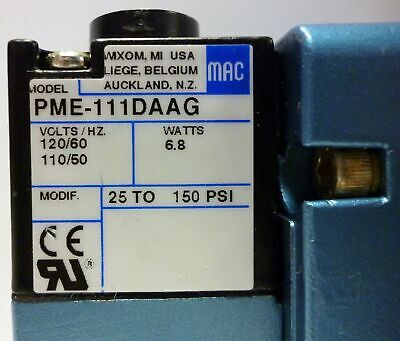 WIXOM, MI USA
LIEGE, BELGIUM
AUCKLAND, N.Z.
MAC
MODEL
PME-111DAAG
VOLTS / HZ.
WATTS
120/60
6.8
110/50
MODIF.
25 TO 150 PSI
CE
RU
®